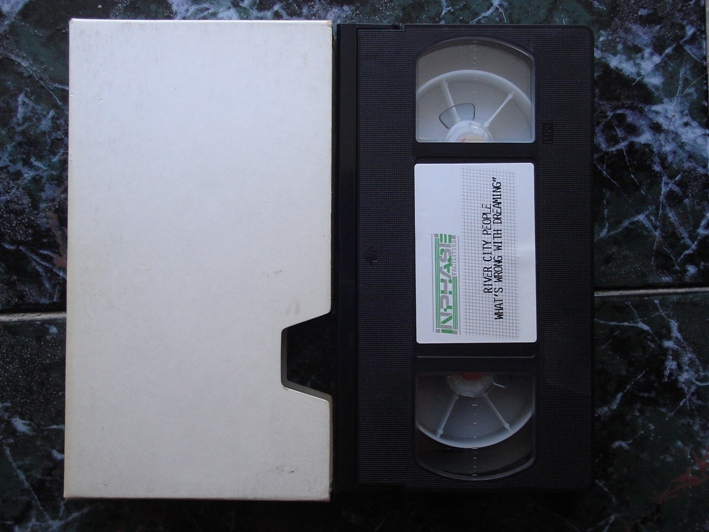 INPHASE
RIVER CITY PEOPLE
WHAT'S WRONG WITH DREAMING"